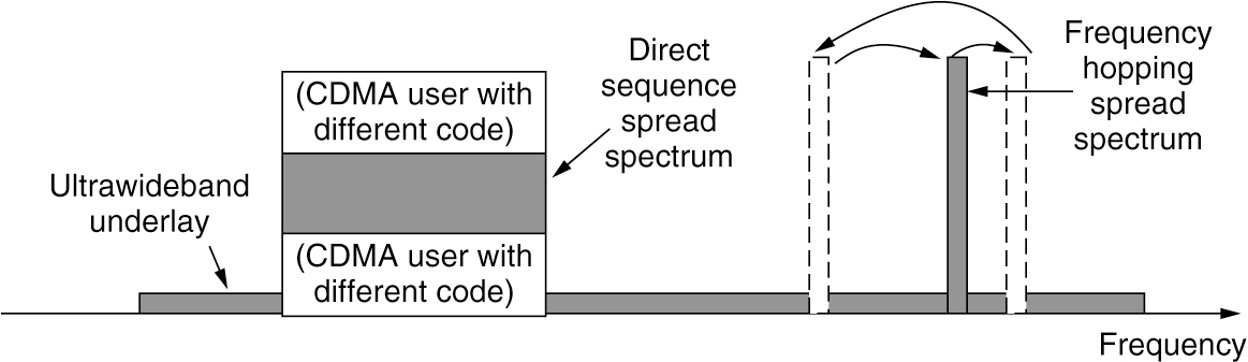 Ultrawideband
underlay
(CDMA user with
different code)
(CDMA user with
different code)
Direct
sequence
spread
spectrum
Frequency
hopping
spread
spectrum
Frequency